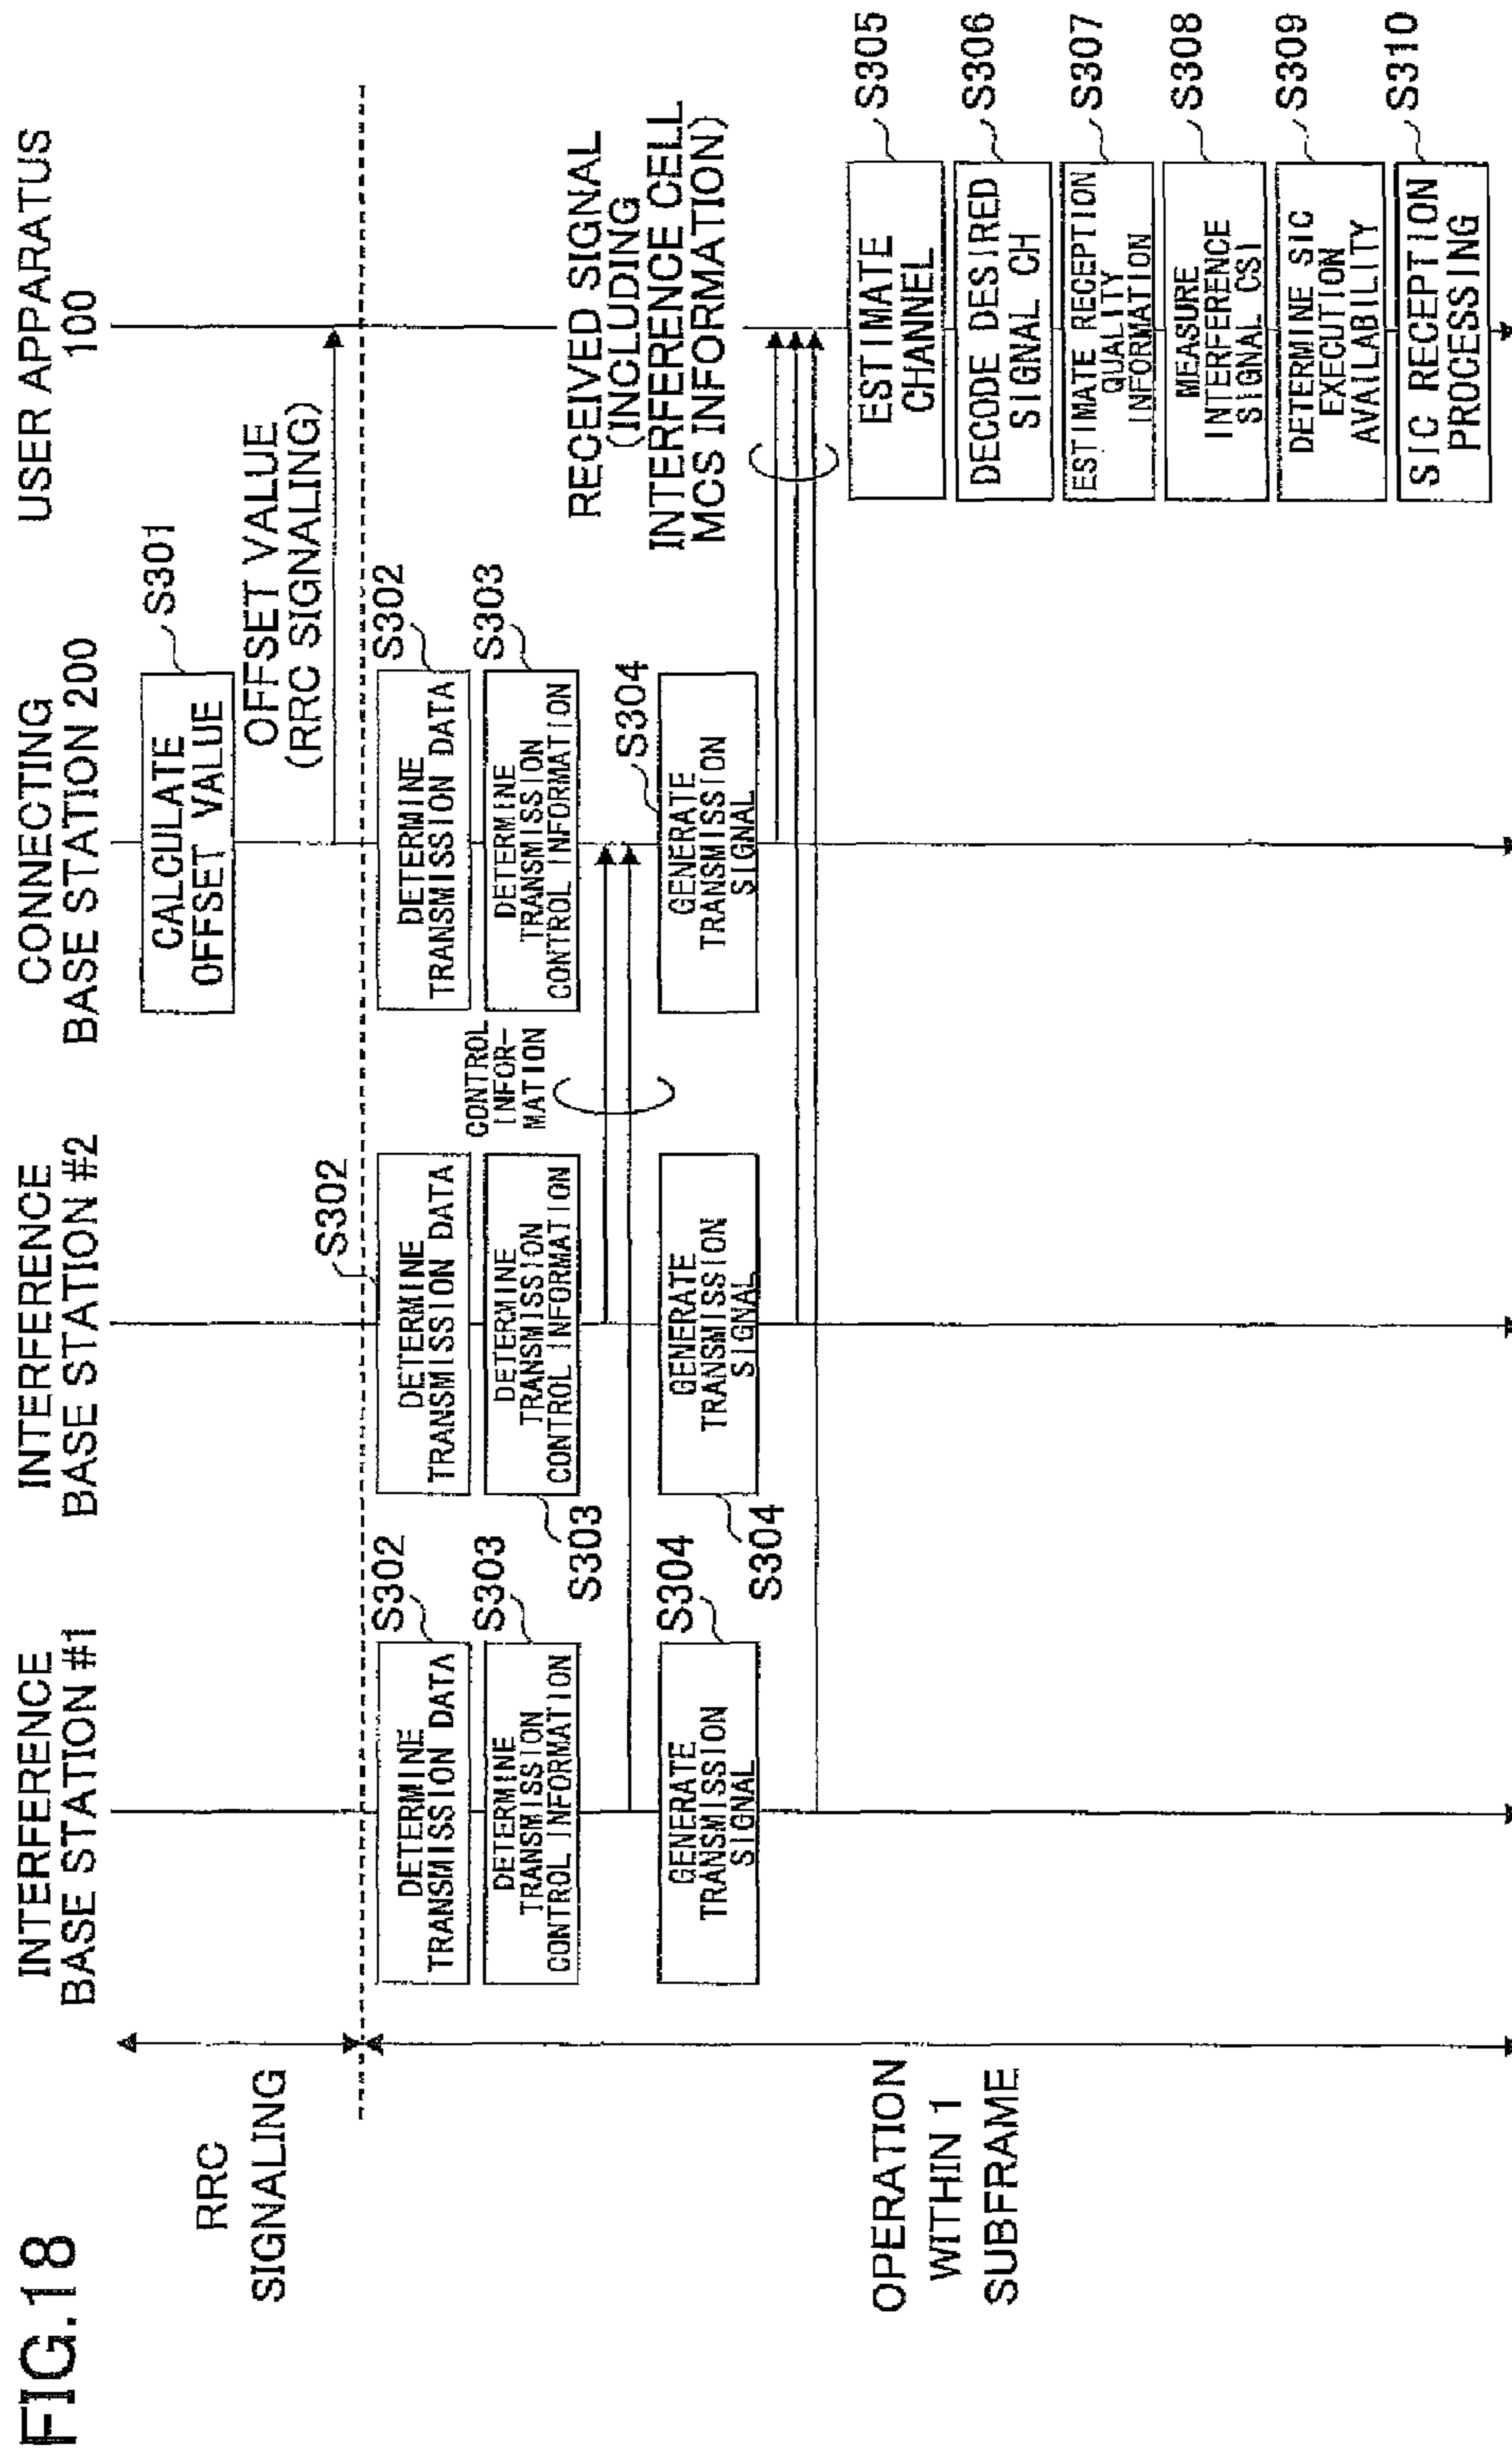 FIG.18
INTERFERENCE
BASE STATION #1
INTERFERENCE
BASE STATION #2
CONNECTING
BASE STATION 200
USER APPARATUS
100
RRC
SIGNALING
CALCULATE
OFFSET VALUE
S301
OFFSET VALUE
(RRC SIGNALING)
OPERATION
WITHIN 1
SUBFRAME
DETERMINE
TRANSMISSION DATA
S302
DETERMINE
TRANSMISSION DATA
S302
DETERMINE
TRANSMISSION DATA
S302
DETERMINE
TRANSMISSION
CONTROL INFORMATION
S303
DETERMINE
TRANSMISSION
CONTROL INFORMATION
S303
DETERMINE
TRANSMISSION
CONTROL INFORMATION
S303
CONTROL
INFOR-
MATION
GENERATE
TRANSMISSION
SIGNAL
S304
GENERATE
TRANSMISSION
SIGNAL
S304
GENERATE
TRANSMISSION
SIGNAL
S304
RECEIVED SIGNAL
(INCLUDING
INTERFERENCE CELL
MCS INFORMATION)
ESTIMATE
CHANNEL
S305
DECODE DESIRED
SIGNAL CH
S306
ESTIMATE RECEPTION
QUALITY
INFORMATION
S307
MEASURE
INTERFERENCE
SIGNAL CSI
S308
DETERMINE SIC
EXECUTION
AVAILABILITY
S309
SIC RECEPTION
PROCESSING
S310